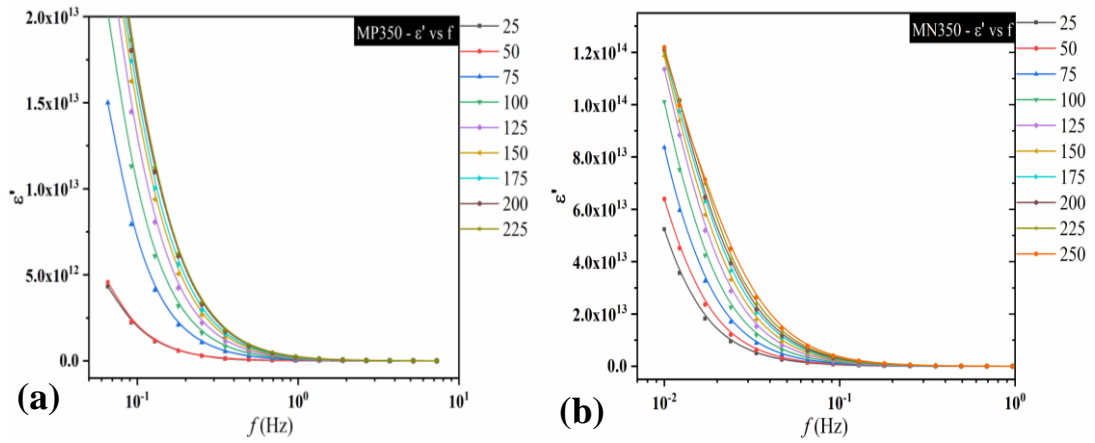 MP350 - ε' vs f
2.0x10^13
1.5x10^13
1.0x10^13
5.0x10^12
0.0
ε'
10^-1
10^0
10^1
f (Hz)
25
50
75
100
125
150
175
200
225
(a)
MN350 - ε' vs f
1.2x10^14
1.0x10^14
8.0x10^13
6.0x10^13
4.0x10^13
2.0x10^13
0.0
ε'
10^-2
10^-1
10^0
f (Hz)
25
50
75
100
125
150
175
200
225
250
(b)